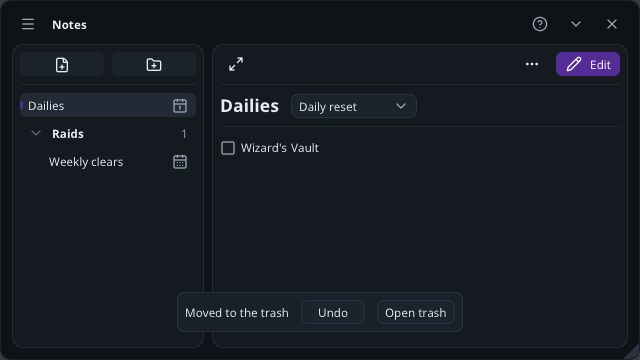 Notes
Edit
Dailies
Raids 1
Weekly clears
Dailies Daily reset
Wizard's Vault
Moved to the trash Undo Open trash